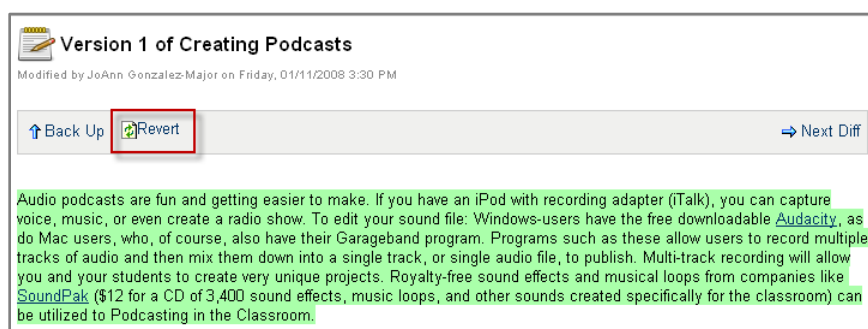 Version 1 of Creating Podcasts
Modified by JoAnn Gonzalez-Major on Friday, 01/11/2008 3:30 PM
Back Up Revert Next Diff
Audio podcasts are fun and getting easier to make. If you have an iPod with recording adapter (iTalk), you can capture
voice, music, or even create a radio show. To edit your sound file: Windows-users have the free downloadable Audacity, as
do Mac users, who, of course, also have their Garageband program. Programs such as these allow users to record multiple
tracks of audio and then mix them down into a single track, or single audio file, to publish. Multi-track recording will allow
you and your students to create very unique projects. Royalty-free sound effects and musical loops from companies like
SoundPak ($12 for a CD of 3,400 sound effects, music loops, and other sounds created specifically for the classroom) can
be utilized to Podcasting in the Classroom.